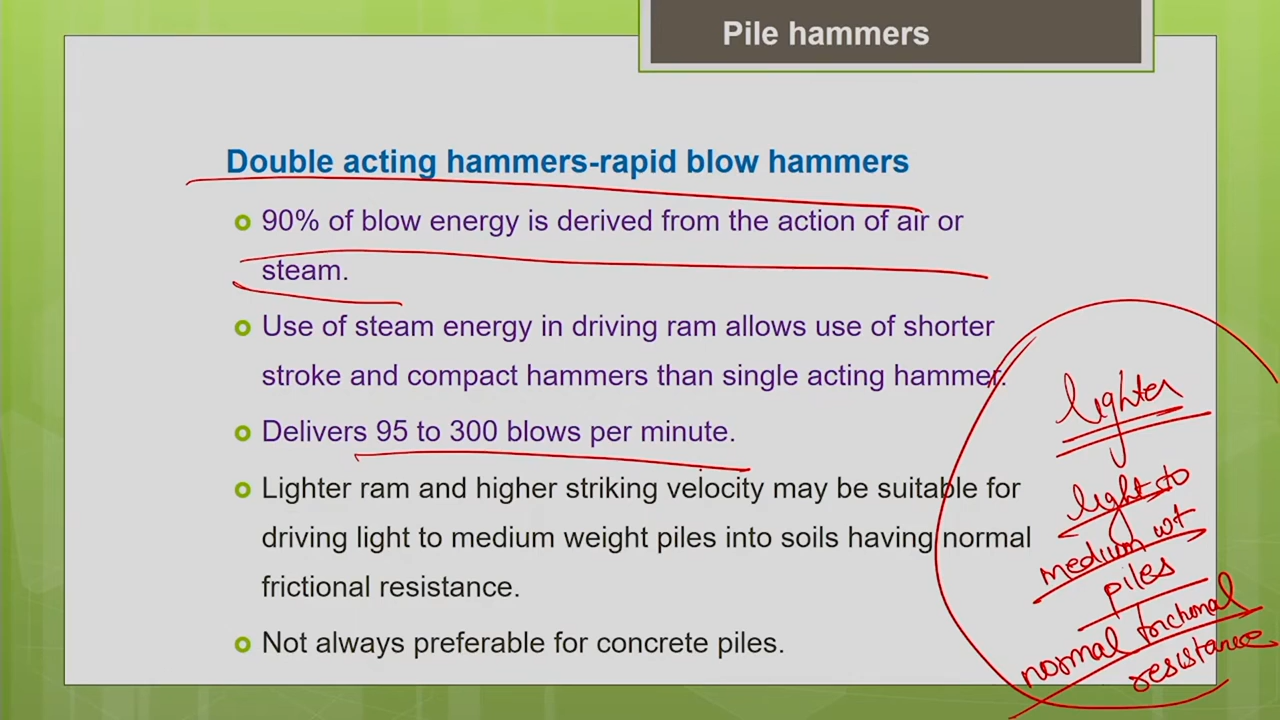 Pile hammers
Double acting hammers-rapid blow hammers
90% of blow energy is derived from the action of air or
steam.
Use of steam energy in driving ram allows use of shorter
stroke and compact hammers than single acting hammer.
Delivers 95 to 300 blows per minute.
Lighter ram and higher striking velocity may be suitable for
driving light to medium weight piles into soils having normal
frictional resistance.
Not always preferable for concrete piles.
lighter
light to
medium wt
piles
normal frictional
resistance